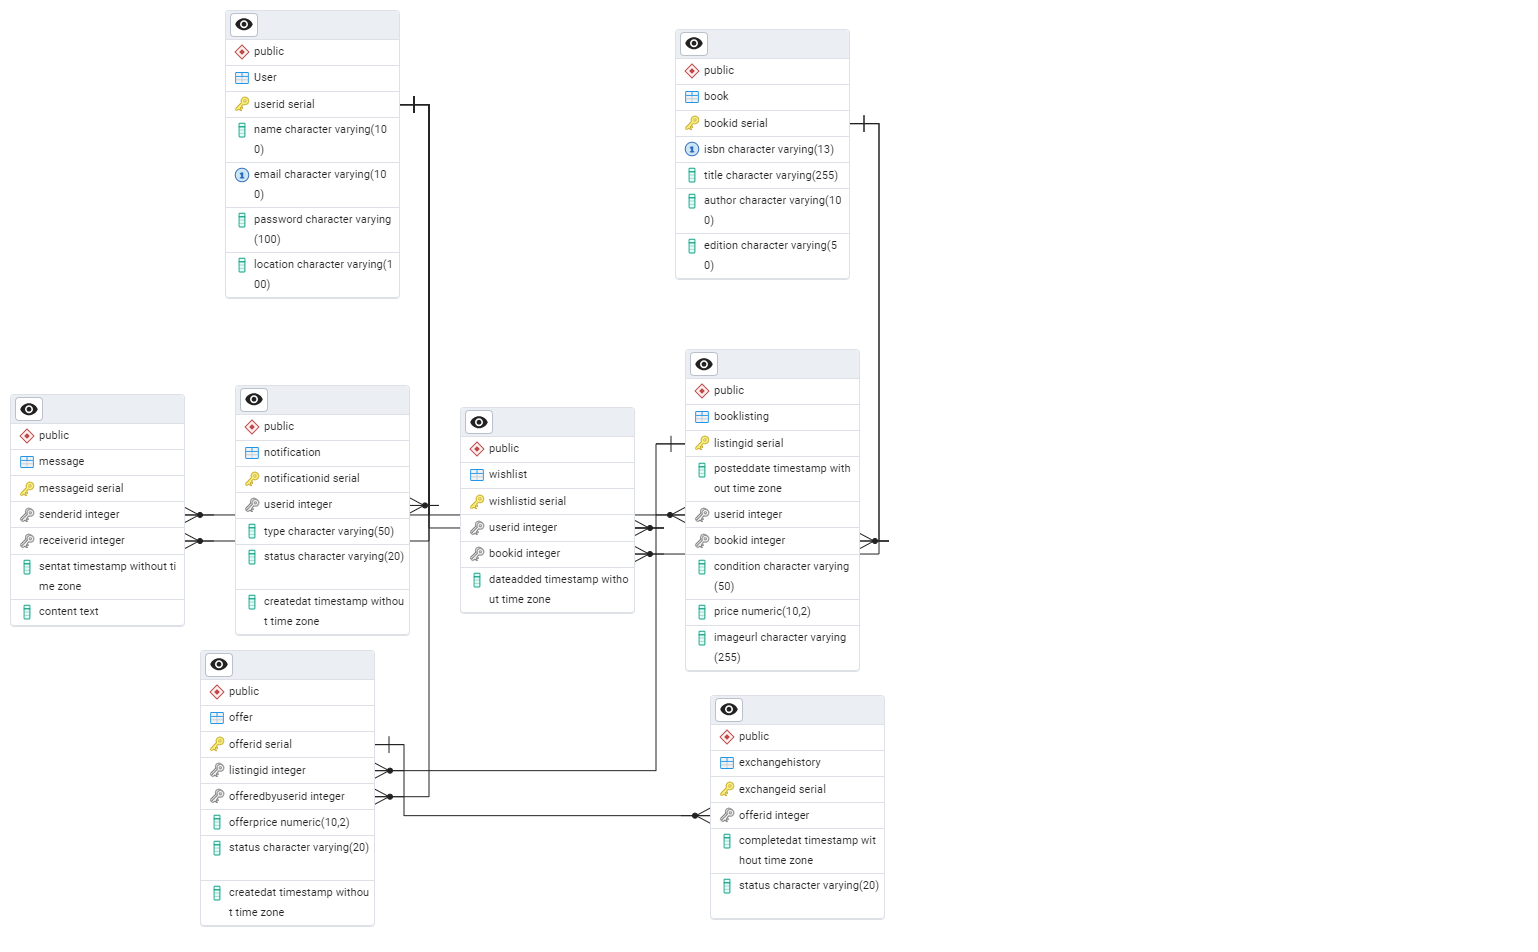 public
User
userid serial
name character varying(10
0)
email character varying(10
0)
password character varying
(100)
location character varying(1
00)
public
book
bookid serial
isbn character varying(13)
title character varying(255)
author character varying(10
0)
edition character varying(5
0)
public
message
messageid serial
senderid integer
receiverid integer
sentat timestamp without ti
me zone
content text
public
notification
notificationid serial
userid integer
type character varying(50)
status character varying(20)
createdat timestamp withou
t time zone
public
wishlist
wishlistid serial
userid integer
bookid integer
dateadded timestamp witho
ut time zone
public
booklisting
listingid serial
posteddate timestamp with
out time zone
userid integer
bookid integer
condition character varying
(50)
price numeric(10,2)
imageurl character varying
(255)
public
offer
offerid serial
listingid integer
offeredbyuserid integer
offerprice numeric(10,2)
status character varying(20)
createdat timestamp withou
t time zone
public
exchangehistory
exchangeid serial
offerid integer
completedat timestamp wit
hout time zone
status character varying(20)